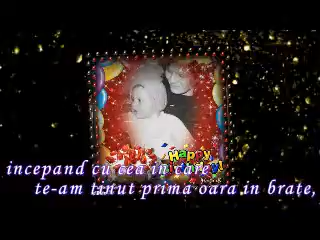 Happy
incepand cu cea in care
te-am tinut prima oara in brate,